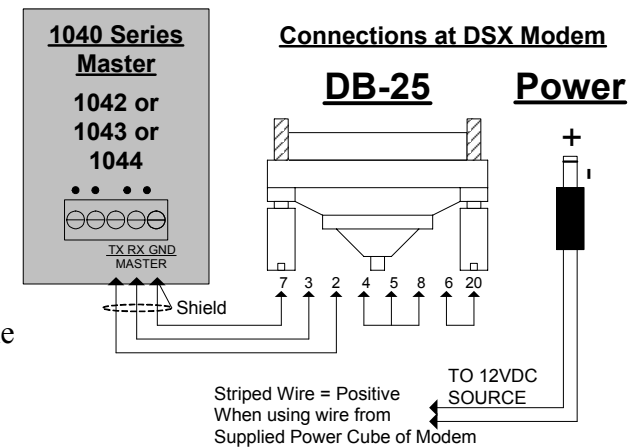 1040 Series
Master
1042 or
1043 or
1044
TX RX GND
MASTER
Shield
e
Connections at DSX Modem
DB-25
7 3 2 4 5 8 6 20
Power
+
-
TO 12VDC
SOURCE
Striped Wire = Positive
When using wire from
Supplied Power Cube of Modem